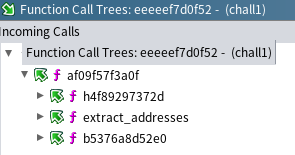 Function Call Trees: eeeeef7d0f52 - (chall1)
Incoming Calls
Function Call Trees: eeeeef7d0f52 - (chall1)
f af09f57f3a0f
f h4f89297372d
f extract_addresses
f b5376a8d52e0